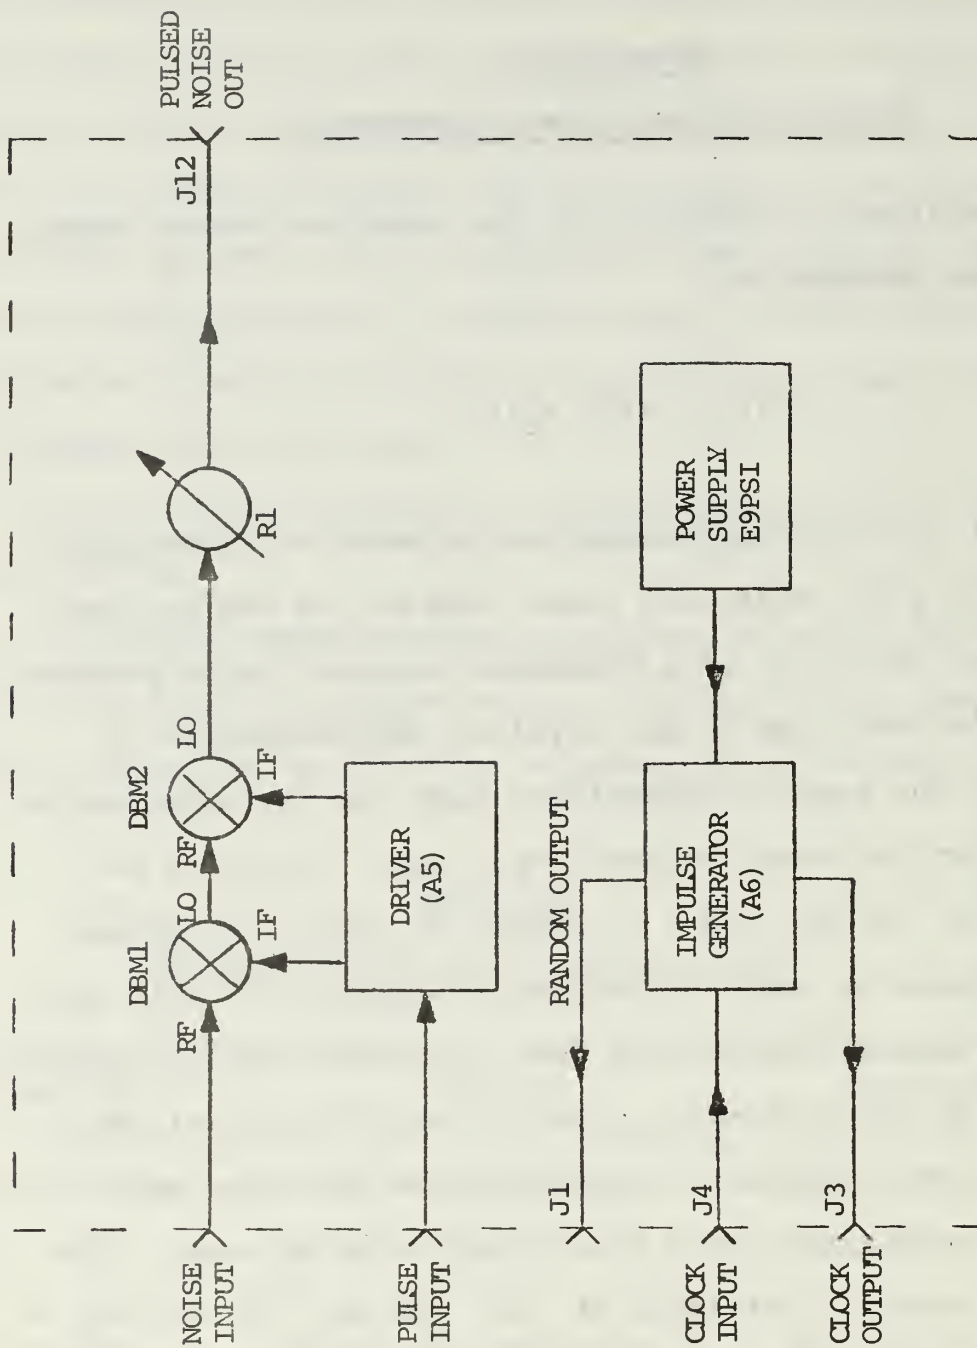 NOISE
INPUT
RF
DBM1
LO
IF
RF
DBM2
LO
IF
R1
J12
PULSED
NOISE
OUT
PULSE
INPUT
DRIVER
(A5)
J1
RANDOM OUTPUT
CLOCK
INPUT
J4
IMPULSE
GENERATOR
(A6)
POWER
SUPPLY
E9PSI
CLOCK
OUTPUT
J3